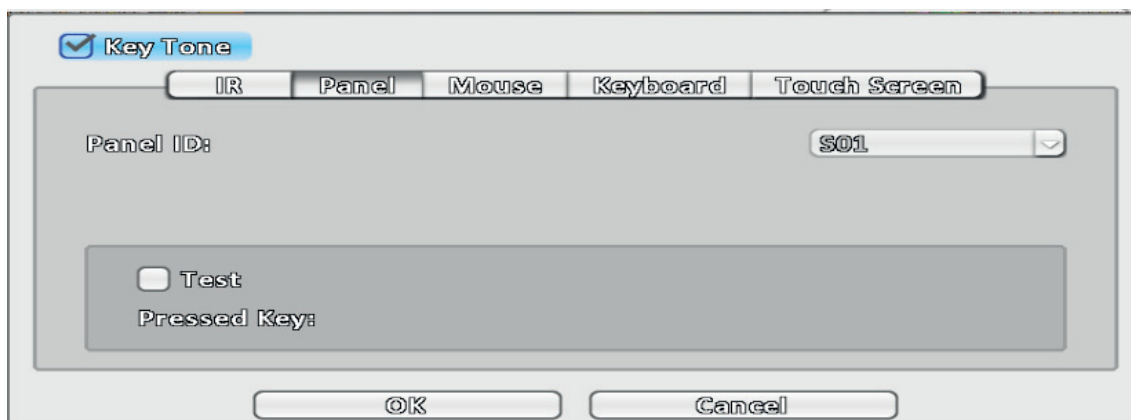 Key Tone
IR Panel Mouse Keyboard Touch Screen
Panel ID: S01
Test
Pressed Key:
OK Cancel